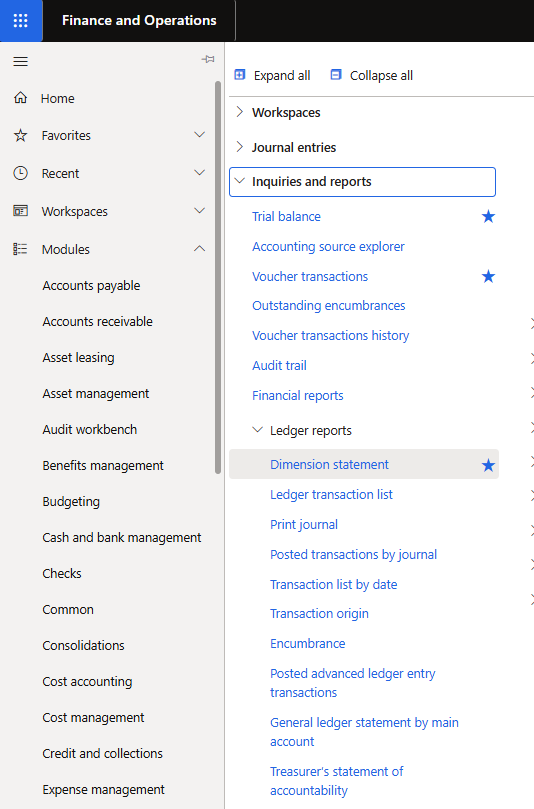 Finance and Operations
Home
Favorites
Recent
Workspaces
Modules
Accounts payable
Accounts receivable
Asset leasing
Asset management
Audit workbench
Benefits management
Budgeting
Cash and bank management
Checks
Common
Consolidations
Cost accounting
Cost management
Credit and collections
Expense management
Expand all
Collapse all
Workspaces
Journal entries
Inquiries and reports
Trial balance
Accounting source explorer
Voucher transactions
Outstanding encumbrances
Voucher transactions history
Audit trail
Financial reports
Ledger reports
Dimension statement
Ledger transaction list
Print journal
Posted transactions by journal
Transaction list by date
Transaction origin
Encumbrance
Posted advanced ledger entry
transactions
General ledger statement by main
account
Treasurer's statement of
accountability